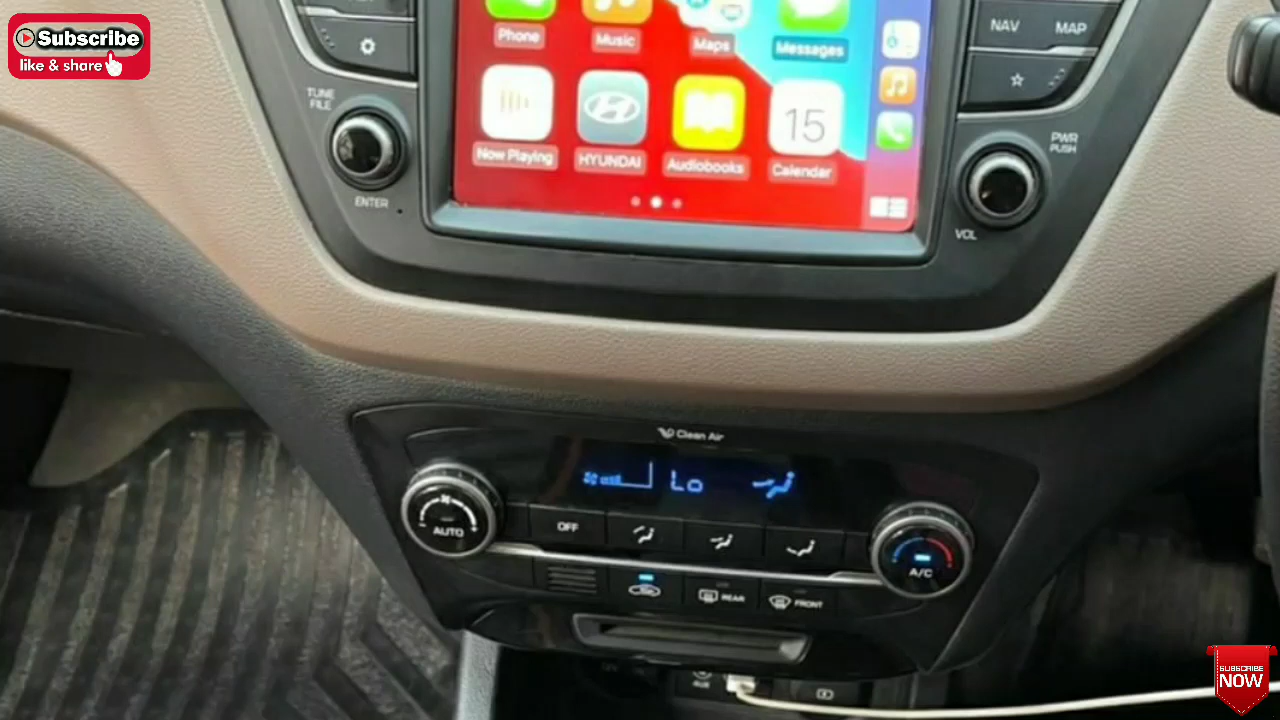 Subscribe
like & share
NAV
MAP
Phone
Music
Maps
Messages
TUNE
FILE
Now Playing
HYUNDAI
Audiobooks
15
Calendar
PWR
PUSH
ENTER
VOL
Clean Air
Lo
AUTO
OFF
A/C
REAR
FRONT
AUX
SUBSCRIBE
NOW